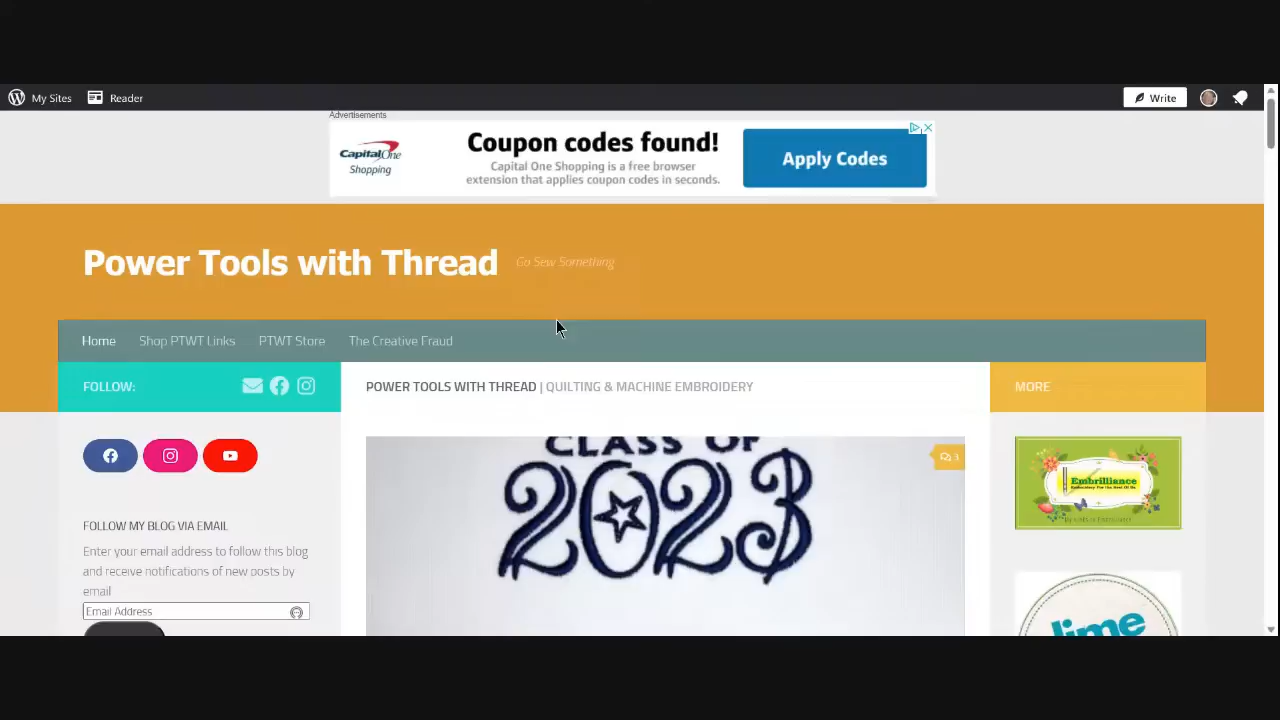 My Sites
Reader
Write
Advertisements
Capital One
Shopping
Coupon codes found!
Capital One Shopping is a free browser
extension that applies coupon codes in seconds.
Apply Codes
Power Tools with Thread
Go Sew Something
Home
Shop PTWT Links
PTWT Store
The Creative Fraud
FOLLOW:
POWER TOOLS WITH THREAD | QUILTING & MACHINE EMBROIDERY
MORE
CLASS OF
2023
3
Embrilliance
FOLLOW MY BLOG VIA EMAIL
Enter your email address to follow this blog
and receive notifications of new posts by
email
Email Address
lime